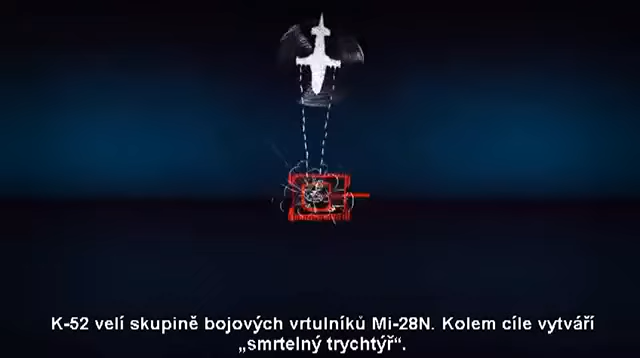 K-52 velí skupině bojových vrtulníků Mi-28N. Kolem cíle vytváří
„smrtelný trychtýř“.